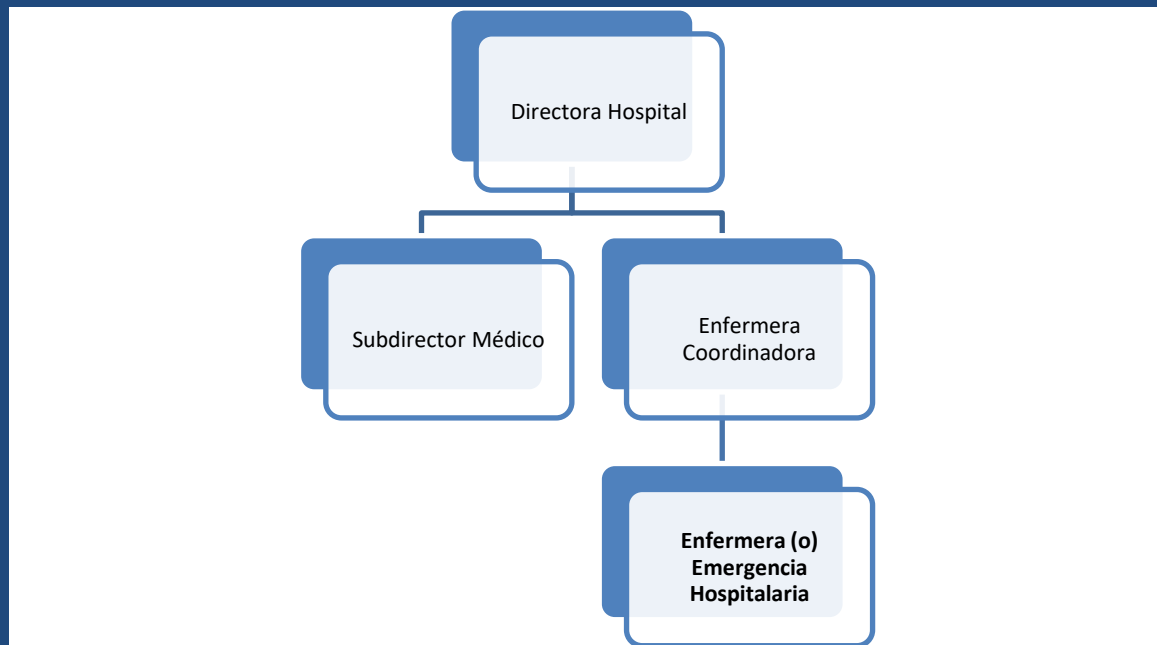 Directora Hospital
Subdirector Médico
Enfermera
Coordinadora
Enfermera (o)
Emergencia
Hospitalaria